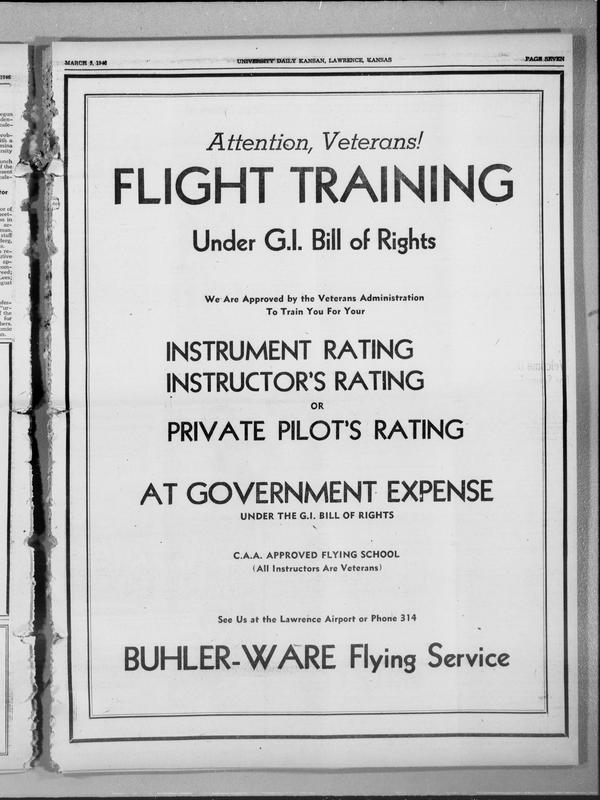 MARCH 5, 1946
UNIVERSITY DAILY KANSAN, LAWRENCE, KANSAS
PAGE SEVEN
Attention, Veterans!
FLIGHT TRAINING
Under G.I. Bill of Rights
We Are Approved by the Veterans Administration
To Train You For Your
INSTRUMENT RATING
INSTRUCTOR'S RATING
OR
PRIVATE PILOT'S RATING
AT GOVERNMENT EXPENSE
UNDER THE G.I. BILL OF RIGHTS
C.A.A. APPROVED FLYING SCHOOL
(All Instructors Are Veterans)
See Us at the Lawrence Airport or Phone 314
BUHLER-WARE Flying Service